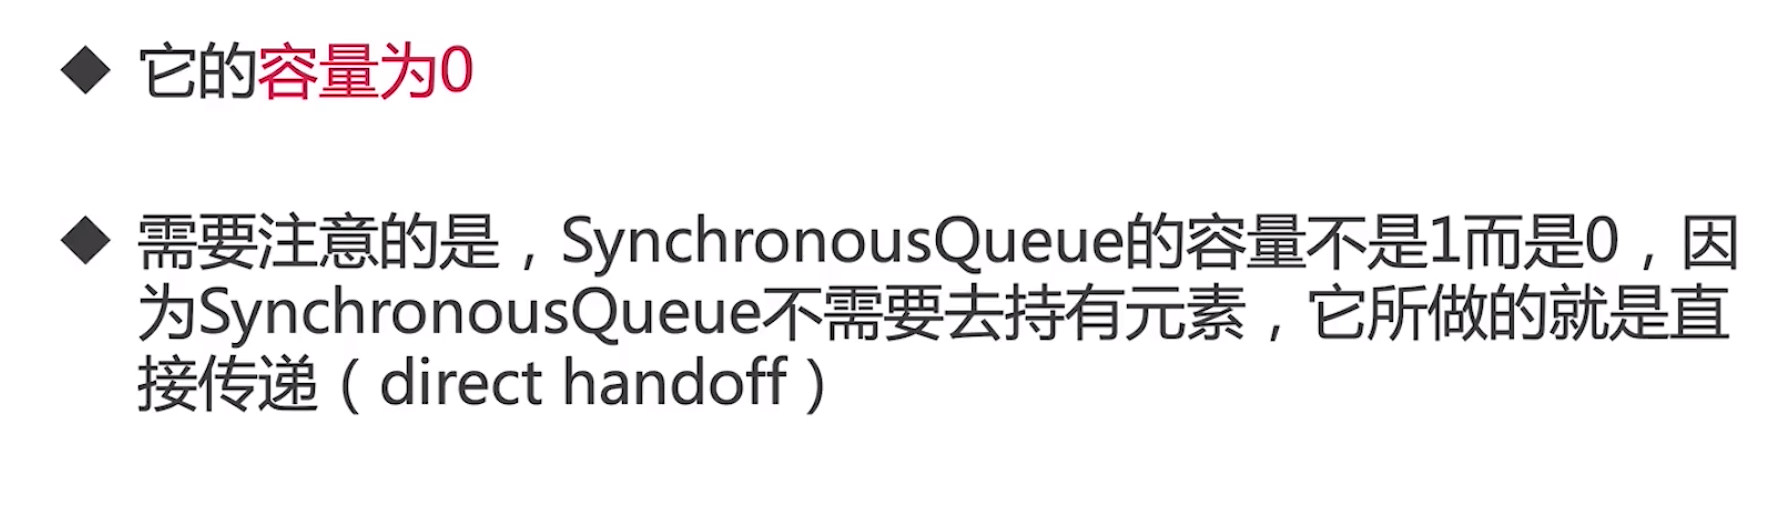 ◆ 它的容量为0
◆ 需要注意的是，SynchronousQueue的容量不是1而是0，因
为SynchronousQueue不需要去持有元素，它所做的就是直
接传递（direct handoff）